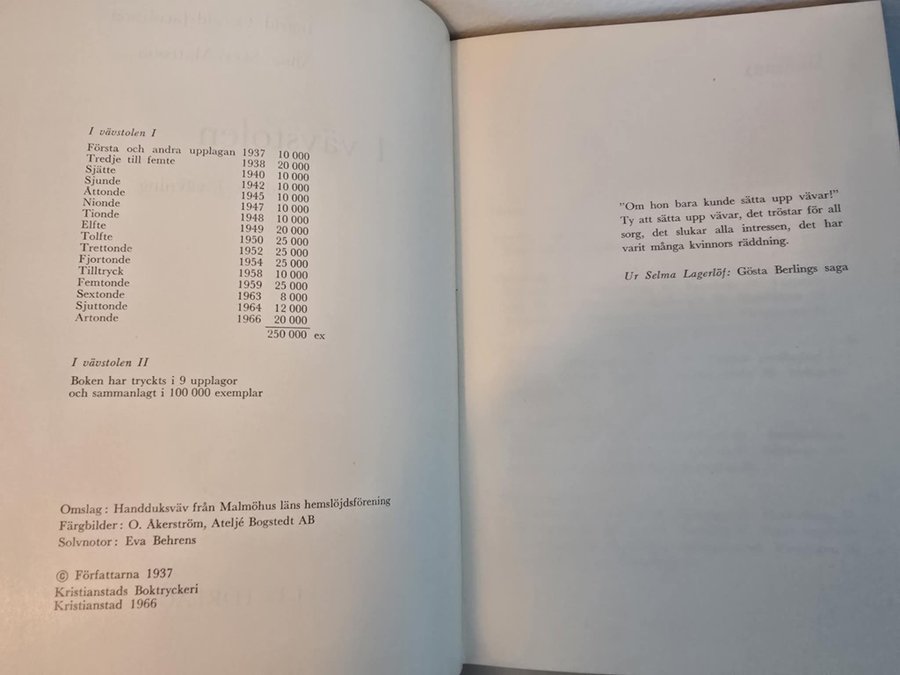 I vävstolen I
Första och andra upplagan 1937 10 000
Tredje till femte 1938 20 000
Sjätte 1940 10 000
Sjunde 1942 10 000
Åttonde 1945 10 000
Nionde 1947 10 000
Tionde 1948 10 000
Elfte 1949 20 000
Tolfte 1950 25 000
Trettonde 1952 25 000
Fjortonde 1954 25 000
Tilltryck 1958 10 000
Femtonde 1959 25 000
Sextonde 1963 8 000
Sjuttonde 1964 12 000
Artonde 1966 20 000
250 000 ex
I vävstolen II
Boken har tryckts i 9 upplagor
och sammanlagt i 100 000 exemplar
Omslag: Handduksväv från Malmöhus läns hemslöjdsförening
Färgbilder: O. Åkerström, Ateljé Bogstedt AB
Solvnotor: Eva Behrens
© Författarna 1937
Kristianstads Boktryckeri
Kristianstad 1966
"Om hon bara kunde sätta upp vävar!"
Ty att sätta upp vävar, det tröstar för all
sorg, det slukar alla intressen, det har
varit många kvinnors räddning.
Ur Selma Lagerlöf: Gösta Berlings saga